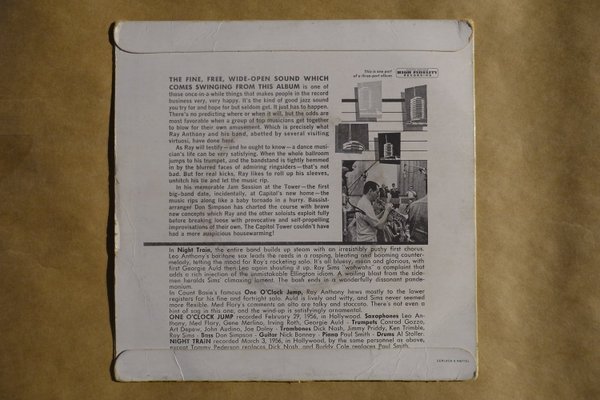 THE FINE, FREE, WIDE-OPEN SOUND WHICH
COMES SWINGING FROM THIS ALBUM is one of
those once-in-a-while things that makes people in the record
business very, very happy. It's the kind of good jazz sound
you try for and hope for but seldom get. It just has to happen.
There's no predicting where or when it will, but the odds are
most favorable when a group of top musicians get together
to blow for their own amusement. Which is precisely what
Ray Anthony and his band, abetted by several visiting
virtuosi, have done here.
As Ray will testify—and he ought to know—a dance musi-
cian's life can be very satisfying. When the whole ballroom
jumps to his trumpet, and the bandstand is tightly hemmed
in by the blurred faces of admiring ringsiders—that's not
bad. But for real kicks, Ray likes to roll up his sleeves,
unhitch his tie and let the music rip.
In his memorable Jam Session at the Tower—the first
big-band date, incidentally, at Capitol's new home—the
music rips along like a baby tornado in a hurry. Bassist-
arranger Don Simpson has charted the course with brave
new concepts which Ray and the other soloists exploit fully
before breaking loose with provocative and self-propelling
improvisations of their own. The Capitol Tower couldn't have
had a more auspicious housewarming!
This is one part
of a three-part album
HIGH FIDELITY
RECORDING
In Night Train, the entire band builds up steam with an irresistibly pushy first chorus.
Leo Anthony's baritone sax leads the reeds in a rasping, bleating and booming counter-
melody, letting the mood for Ray's rocketing solo. It's all bluesy, mean and glorious, with
first Georgie Auld then Leo again shouting it up. Ray Sims "wahwahs" a complaint that
adds a rich injection of the unmistakable Ellington idiom. A wailing blast from the side-
men heralds Sims' climaxing lament. The bash ends in a wonderfully dissonant pande-
monium.
In Count Basie's famous One O'Clock Jump, Ray Anthony hews mostly to the lower
registers for his fine and forthright solo. Auld is lively and witty, and Sims never seemed
more flexible. Med Flory's comments on alto are talky and staccato. There's not even a
hint of sag in this one, and the wind-up is satisfyingly ornamental.
ONE O'CLOCK JUMP recorded February 29, 1956, in Hollywood. Saxophones Leo An-
thony, Med Flory, Gene Merlino, Irving Roth, Georgie Auld - Trumpets Conrad Gozzo,
Art Depew, John Audino, Joe Dolny - Trombones Dick Nash, Jimmy Priddy, Ken Trimble,
Ray Sims - Bass Don Simpson - Guitar Nick Bonney - Piano Paul Smith - Drums Al Stoller.
NIGHT TRAIN recorded March 3, 1956, in Hollywood, by the same personnel as above,
except Tommy Pederson replaces Dick Nash, and Buddy Cole replaces Paul Smith.